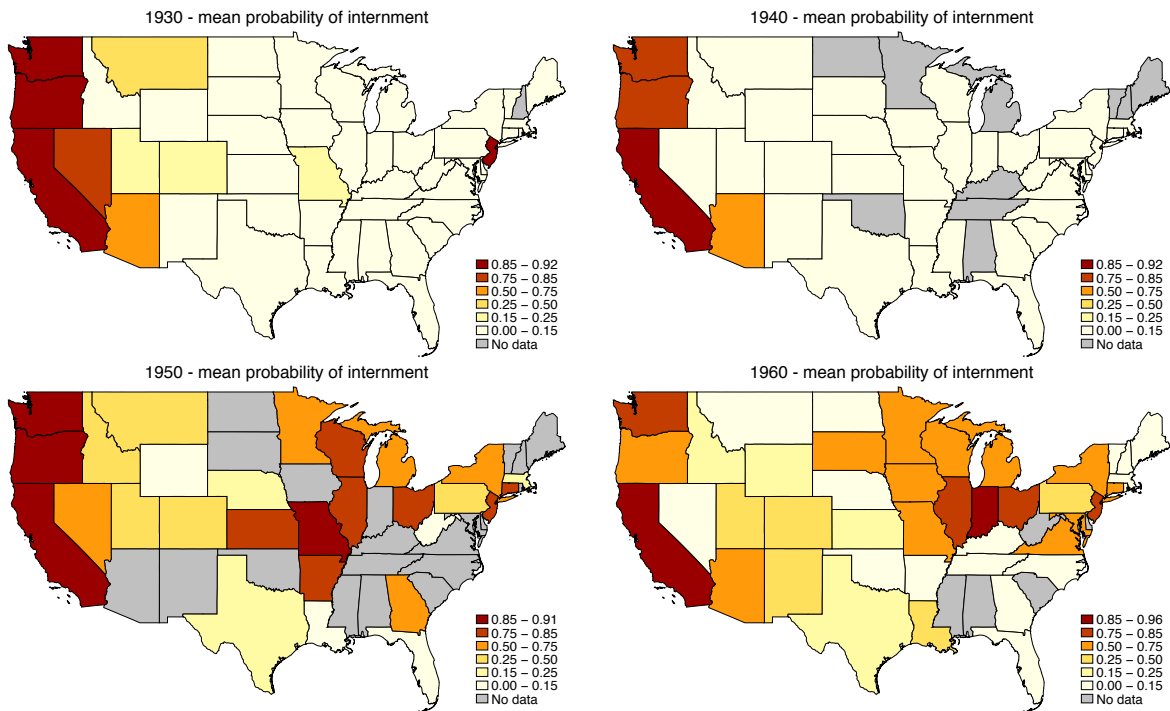 1930 - mean probability of internment
0.85 – 0.92
0.75 – 0.85
0.50 – 0.75
0.25 – 0.50
0.15 – 0.25
0.00 – 0.15
No data
1940 - mean probability of internment
0.85 – 0.92
0.75 – 0.85
0.50 – 0.75
0.25 – 0.50
0.15 – 0.25
0.00 – 0.15
No data
1950 - mean probability of internment
0.85 – 0.91
0.75 – 0.85
0.50 – 0.75
0.25 – 0.50
0.15 – 0.25
0.00 – 0.15
No data
1960 - mean probability of internment
0.85 – 0.96
0.75 – 0.85
0.50 – 0.75
0.25 – 0.50
0.15 – 0.25
0.00 – 0.15
No data